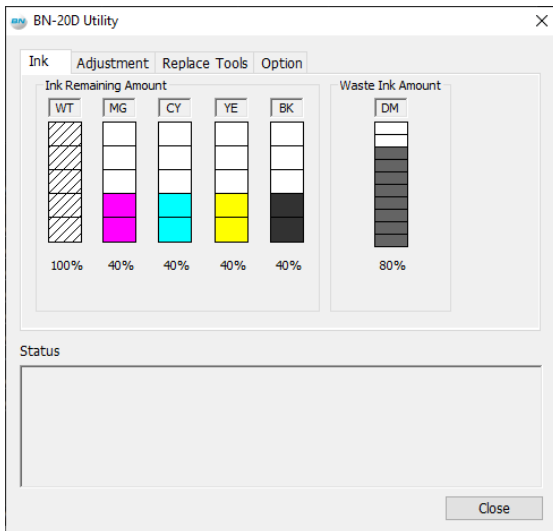 BN BN-20D Utility
Ink Adjustment Replace Tools Option
Ink Remaining Amount Waste Ink Amount
WT MG CY YE BK DM
100% 40% 40% 40% 40% 80%
Status
Close